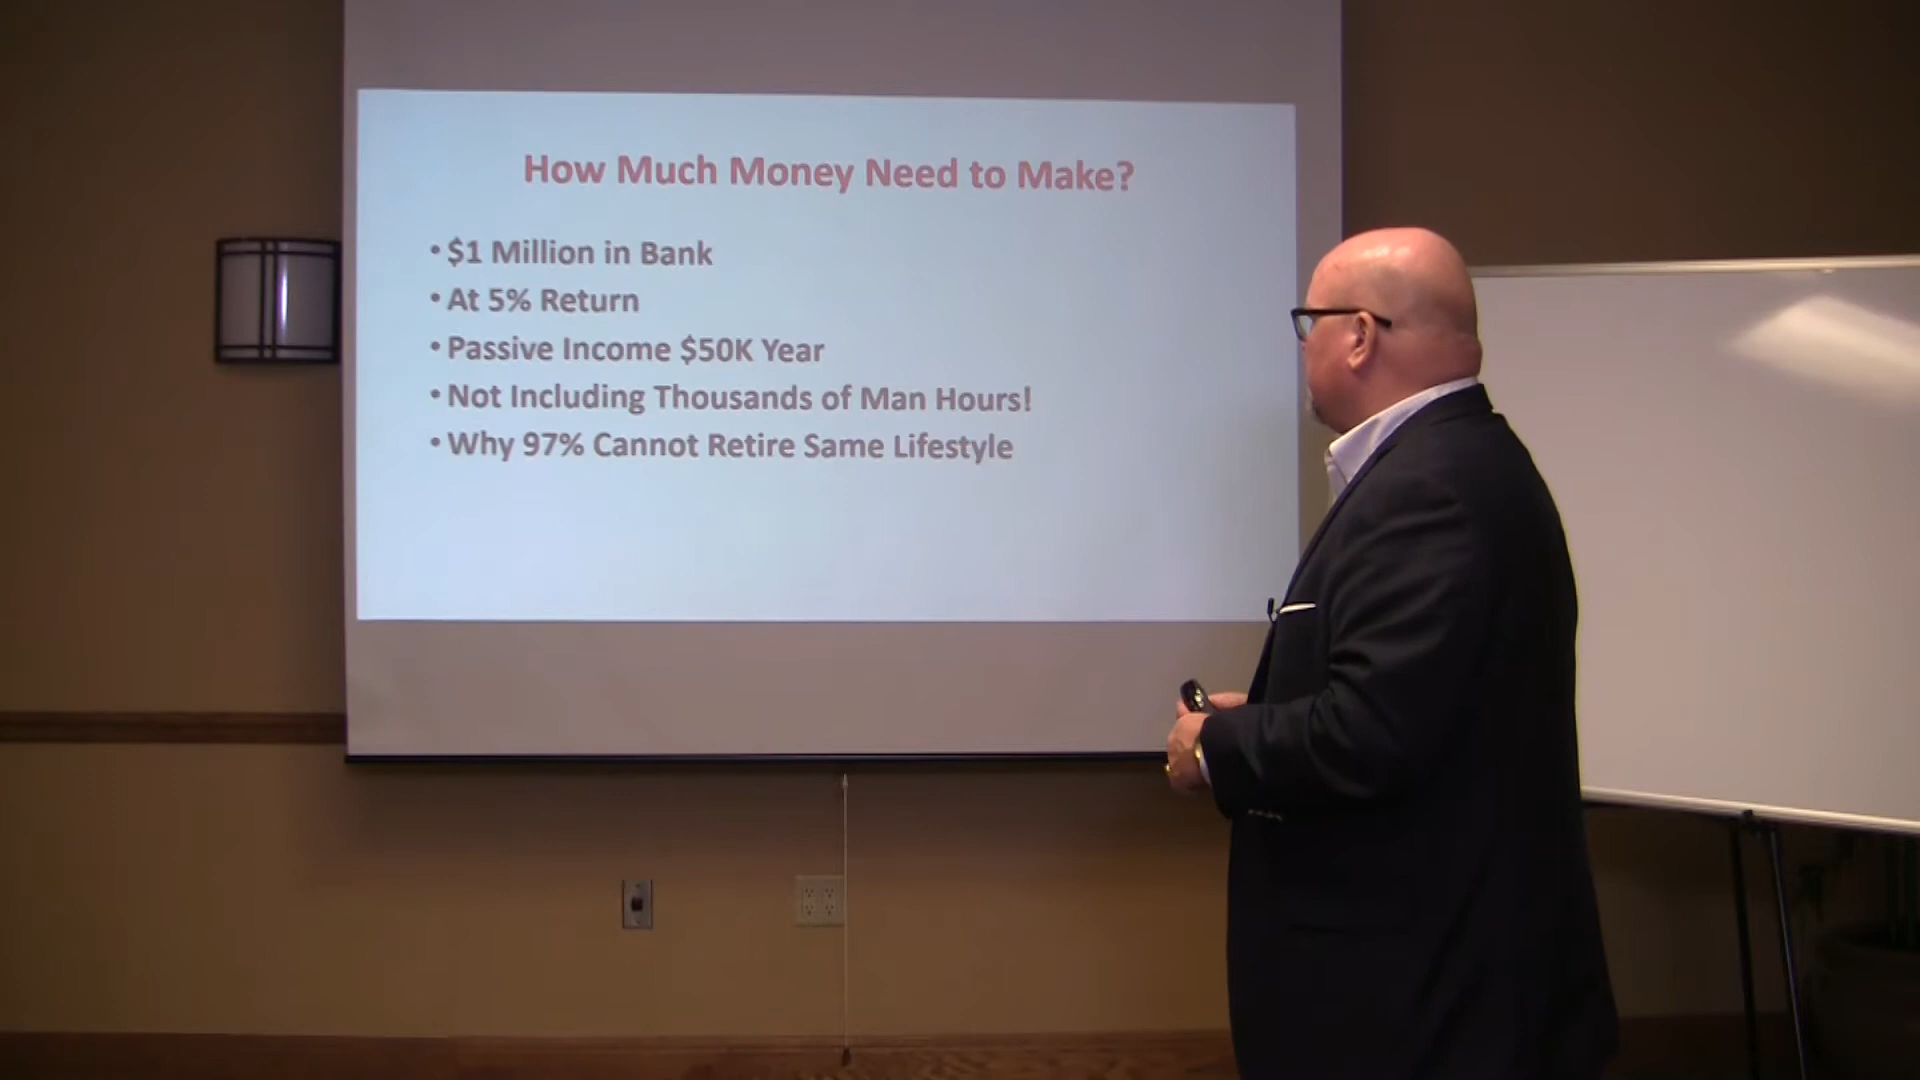 How Much Money Need to Make?
• $1 Million in Bank
• At 5% Return
• Passive Income $50K Year
• Not Including Thousands of Man Hours!
• Why 97% Cannot Retire Same Lifestyle